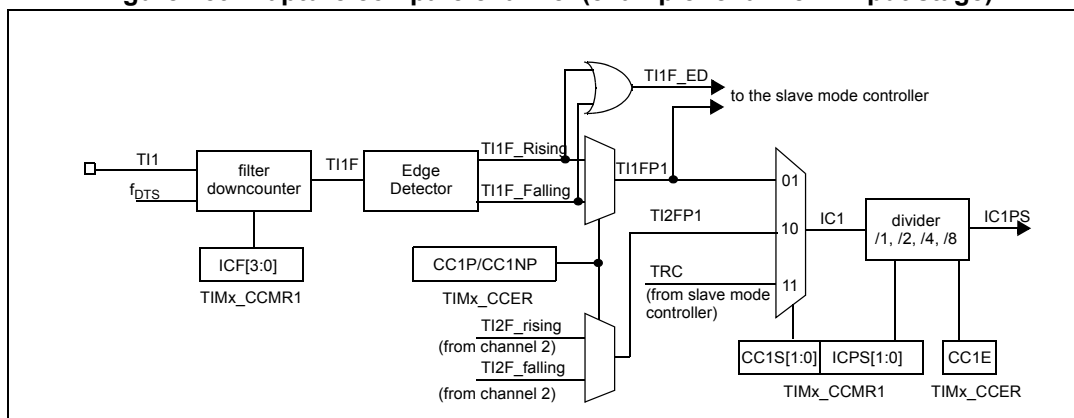 TI1F_ED
to the slave mode controller
TI1
filter
downcounter
TI1F
Edge
Detector
TI1F_Rising
TI1F_Falling
TI1FP1
01
fDTS
TI2FP1
10
IC1
divider
/1, /2, /4, /8
IC1PS
ICF[3:0]
TIMx_CCMR1
CC1P/CC1NP
TIMx_CCER
TRC
11
(from slave mode
controller)
TI2F_rising
(from channel 2)
TI2F_falling
(from channel 2)
CC1S[1:0]
ICPS[1:0]
CC1E
TIMx_CCMR1
TIMx_CCER